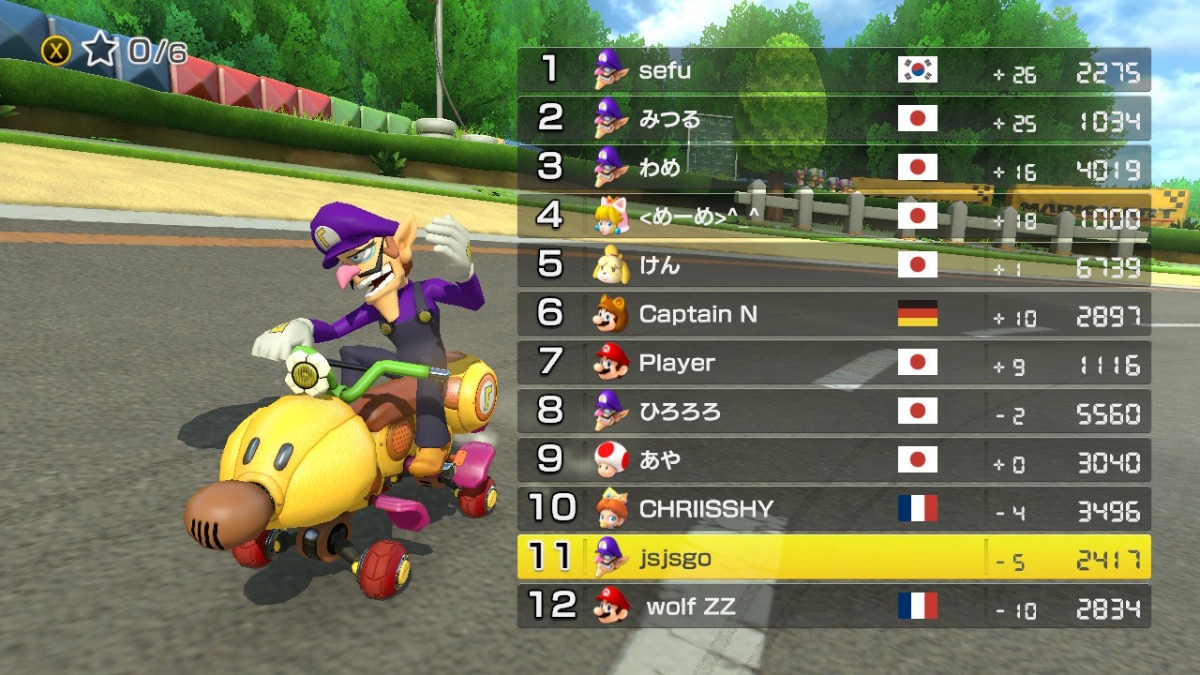 X 0/6
1 sefu + 26 2275
2 みつる + 25 1034
3 わめ + 16 4019
4 <めーめ>^_^ + 18 1000
5 けん + 1 6739
6 Captain N + 10 2897
7 Player + 9 1116
8 ひろろろ - 2 5560
9 あや + 0 3040
10 CHRIISSHY - 4 3496
11 jsjsgo - 5 2417
12 wolf ZZ - 10 2834